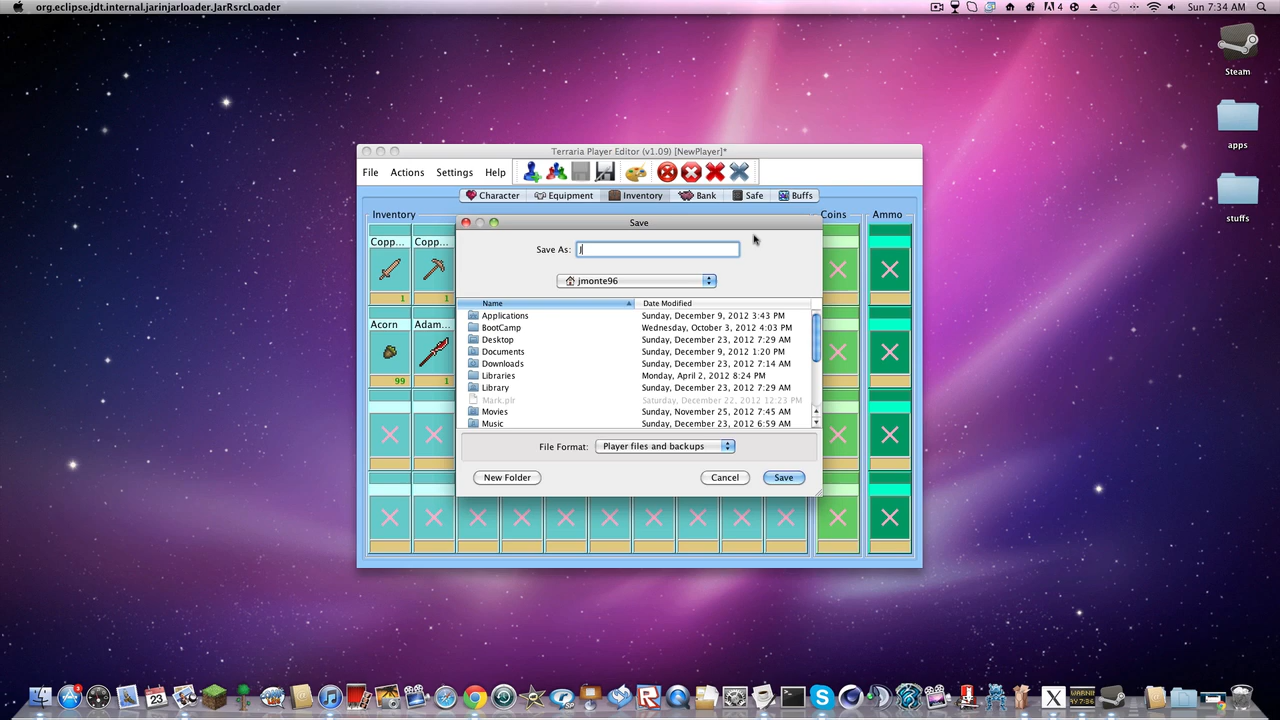 org.eclipse.jdt.internal.jarinjarloader.JarRsrcLoader
4
Sun 7:34 AM
Steam
apps
stuffs
Terraria Player Editor (v1.09) [NewPlayer]*
File Actions Settings Help
Character Equipment Inventory Bank Safe Buffs
Inventory Coins Ammo
Copp... Copp...
1 1
Acorn Adam...
99 1
Save
Save As: J
jmonte96
Name Date Modified
Applications Sunday, December 9, 2012 3:43 PM
BootCamp Wednesday, October 3, 2012 4:03 PM
Desktop Sunday, December 23, 2012 7:29 AM
Documents Sunday, December 9, 2012 1:20 PM
Downloads Sunday, December 23, 2012 7:14 AM
Libraries Monday, April 2, 2012 8:24 PM
Library Sunday, December 23, 2012 7:29 AM
Mark.plr Saturday, December 22, 2012 12:23 PM
Movies Sunday, November 25, 2012 7:45 AM
Music Sunday, December 23, 2012 6:59 AM
File Format: Player files and backups
New Folder Cancel Save
23